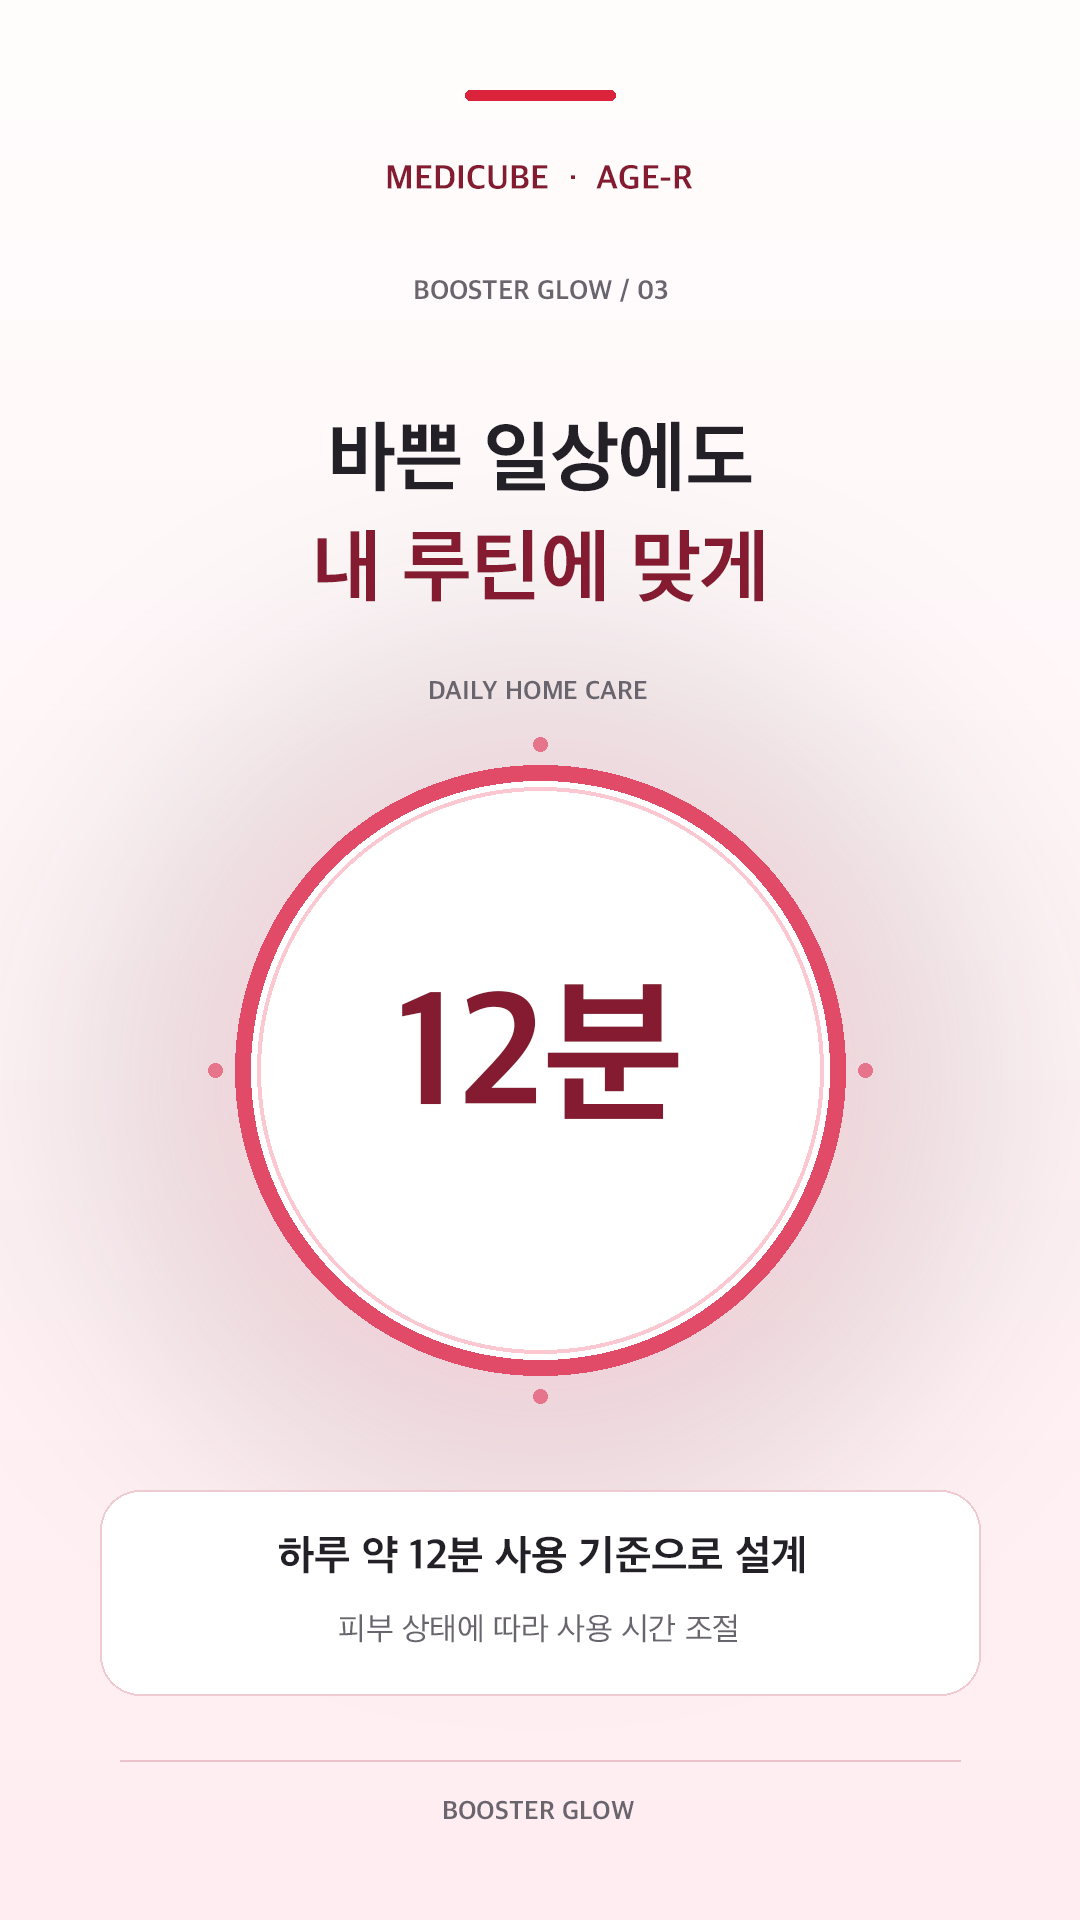 MEDICUBE · AGE-R
BOOSTER GLOW / 03
바쁜 일상에도
내 루틴에 맞게
DAILY HOME CARE
12분
하루 약 12분 사용 기준으로 설계
피부 상태에 따라 사용 시간 조절
BOOSTER GLOW